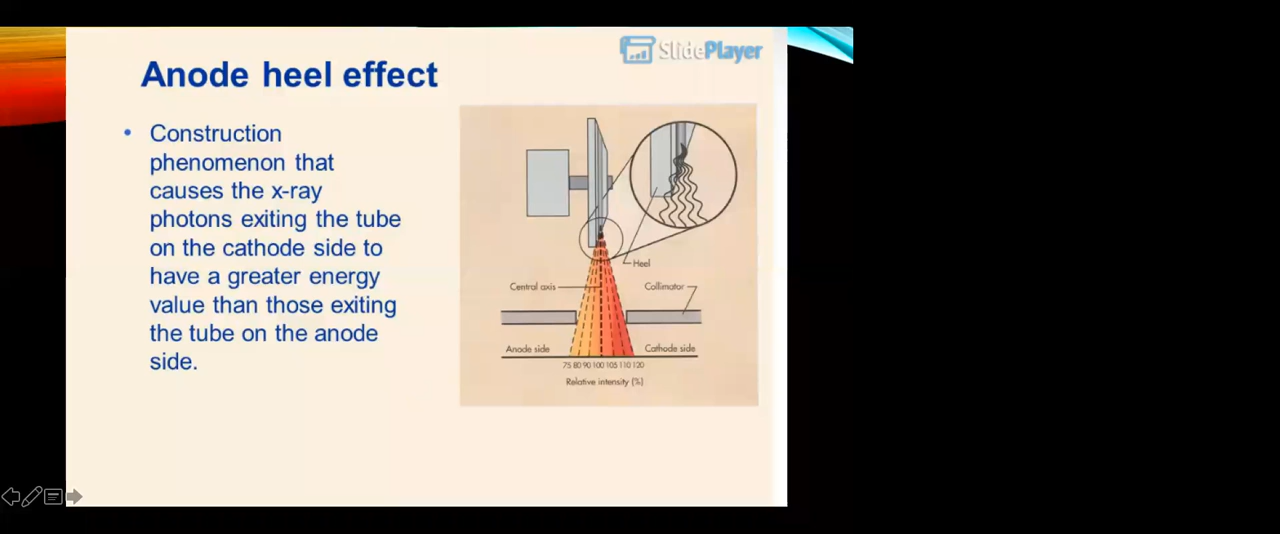 SlidePlayer
Anode heel effect
• Construction
phenomenon that
causes the x-ray
photons exiting the tube
on the cathode side to
have a greater energy
value than those exiting
the tube on the anode
side.
Heel
Central axis
Collimator
Anode side
Cathode side
75 80 90 100 105 110 120
Relative intensity (%)